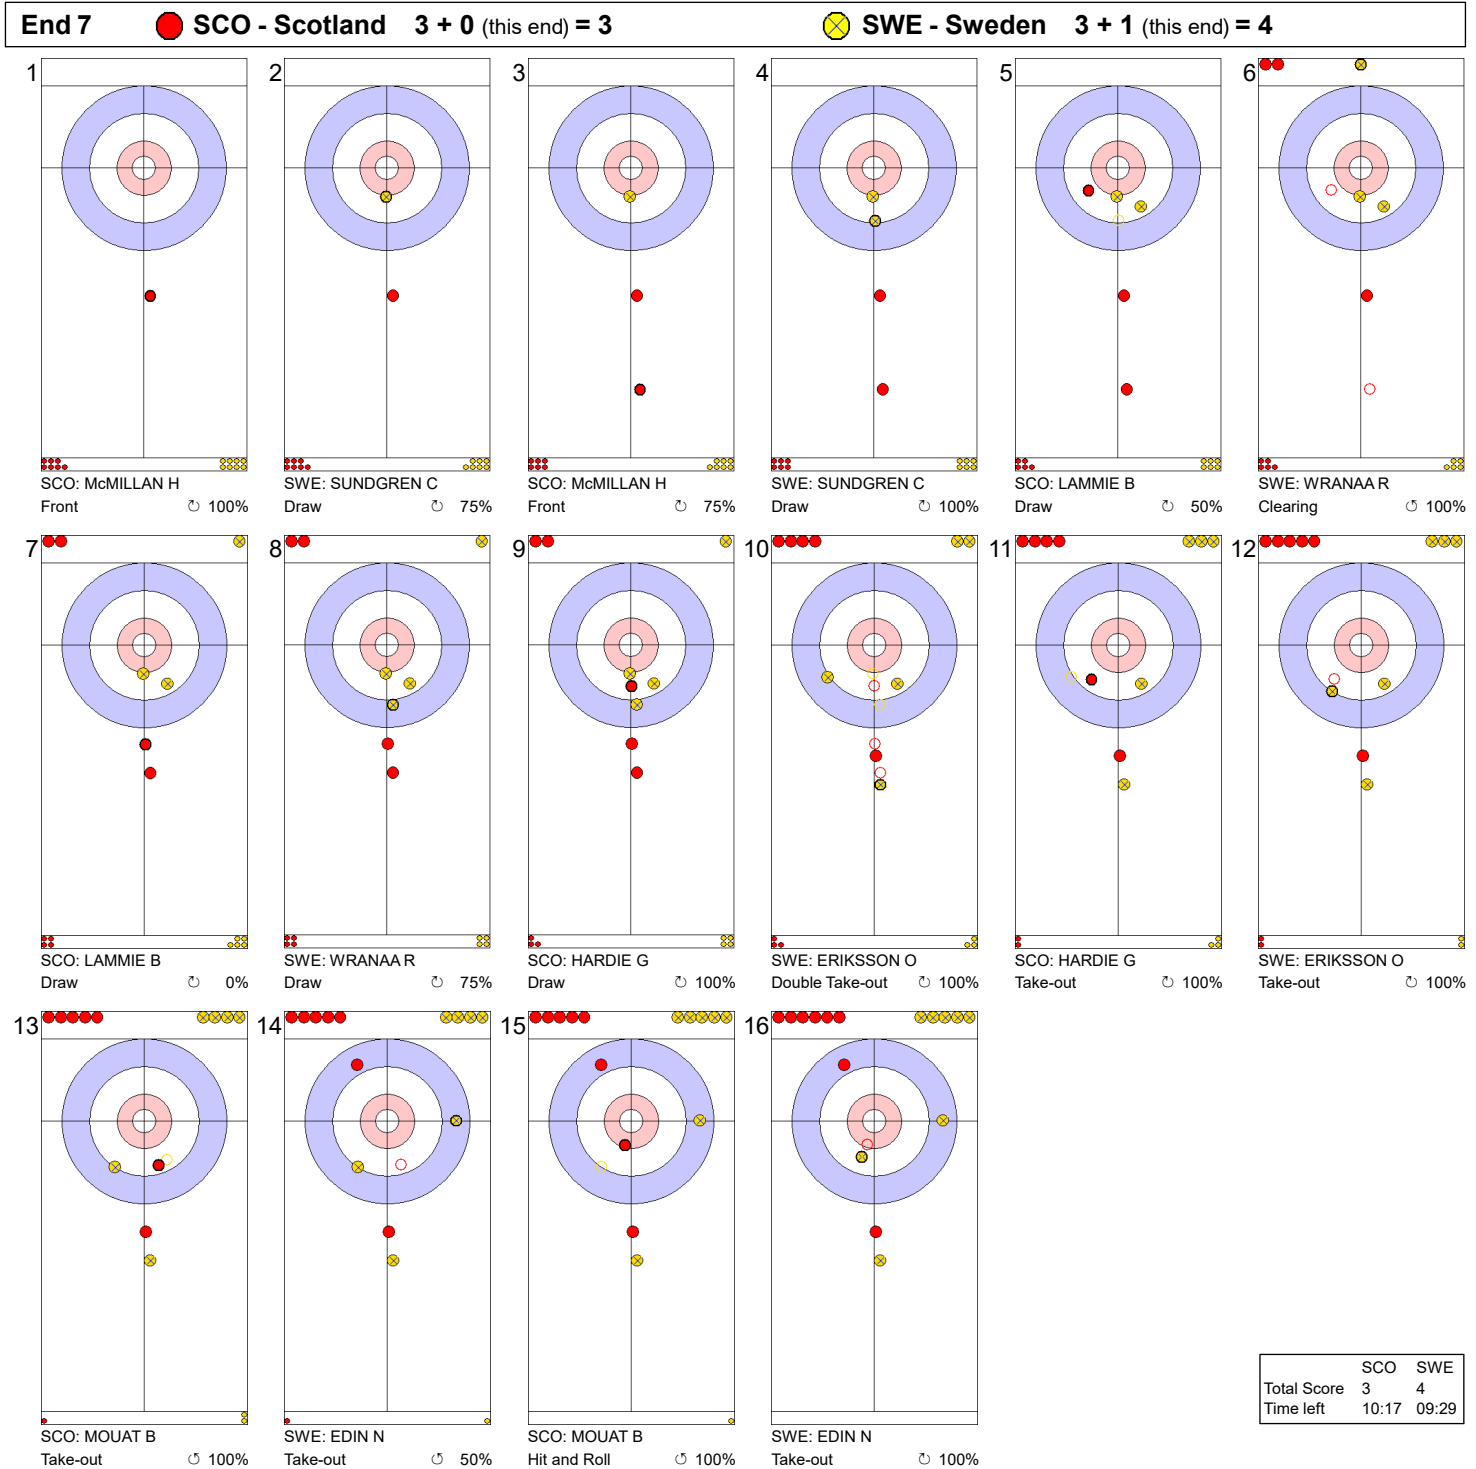 End 7 SCO - Scotland 3 + 0 (this end) = 3 SWE - Sweden 3 + 1 (this end) = 4
1 2 3 4 5 6
SCO: McMILLAN H SWE: SUNDGREN C SCO: McMILLAN H SWE: SUNDGREN C SCO: LAMMIE B SWE: WRANAA R
Front ↻ 100% Draw ↻ 75% Front ↺ 75% Draw ↺ 100% Draw ↺ 50% Clearing ↺ 100%
7 8 9 10 11 12
SCO: LAMMIE B SWE: WRANAA R SCO: HARDIE G SWE: ERIKSSON O SCO: HARDIE G SWE: ERIKSSON O
Draw ↻ 0% Draw ↻ 75% Draw ↺ 100% Double Take-out ↻ 100% Take-out ↺ 100% Take-out ↺ 100%
13 14 15 16
SCO: MOUAT B SWE: EDIN N SCO: MOUAT B SWE: EDIN N
Take-out ↺ 100% Take-out ↺ 50% Hit and Roll ↺ 100% Take-out ↺ 100%
SCO SWE
Total Score 3 4
Time left 10:17 09:29